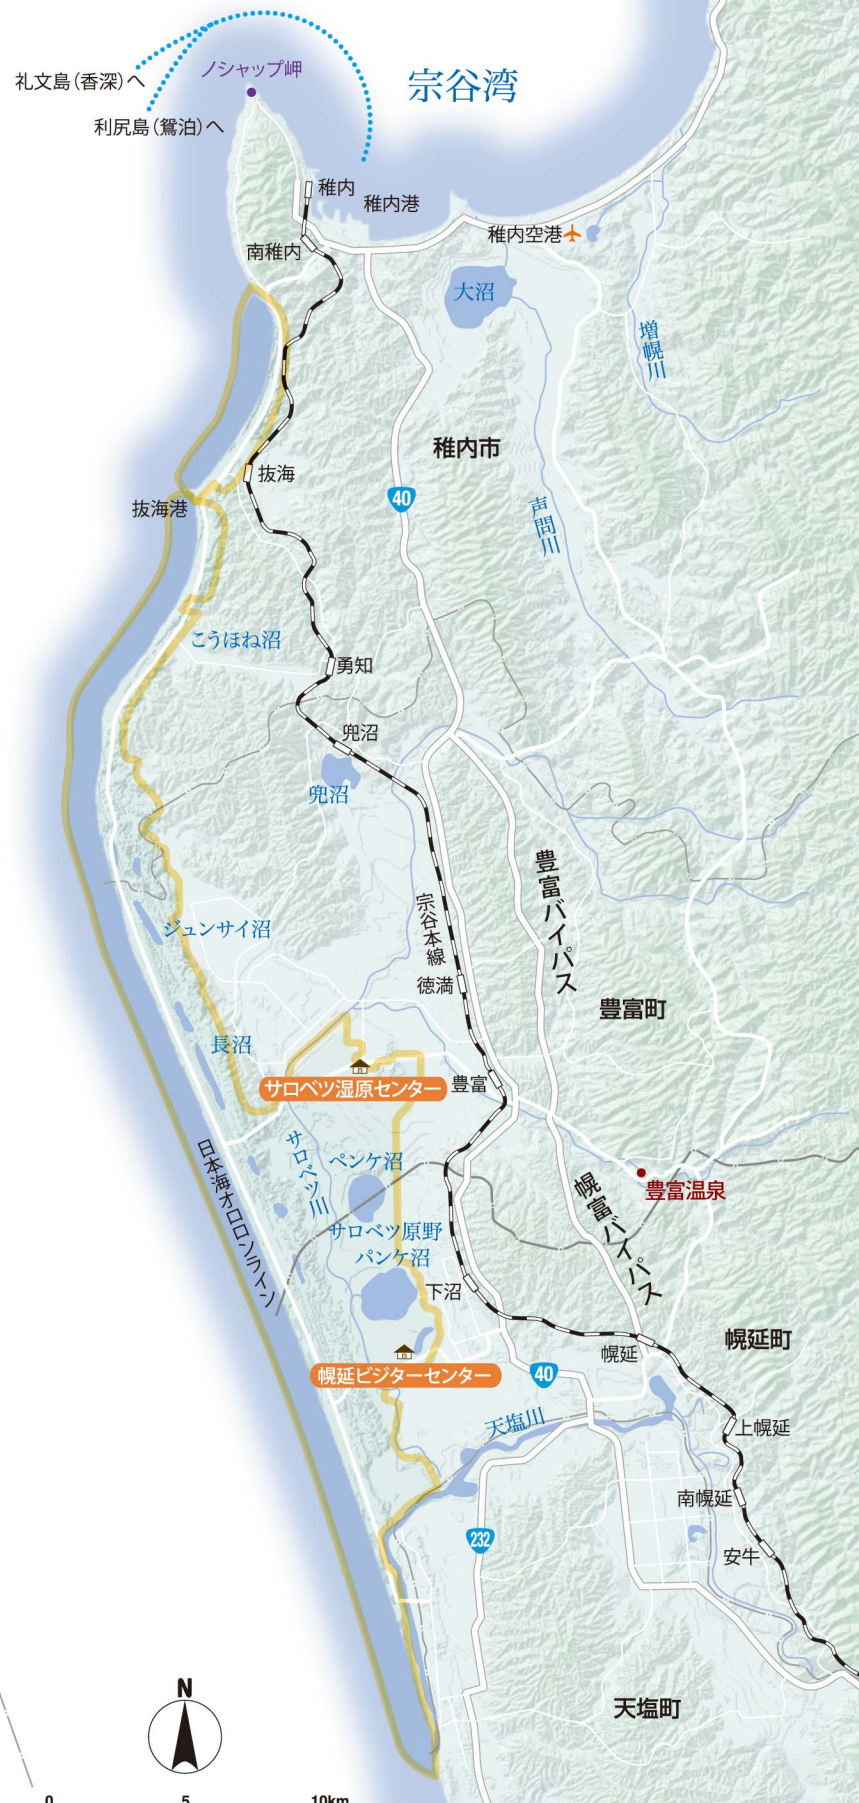 宗谷湾
ノシャップ岬
礼文島(香深)へ
利尻島(鴛泊)へ
稚内
稚内港
稚内空港
南稚内
大沼
増幌川
稚内市
抜海
40
抜海港
声問川
こうほね沼
勇知
兜沼
兜沼
豊富バイパス
宗谷本線
ジュンサイ沼
徳満
豊富町
長沼
サロベツ湿原センター
豊富
サロベツ川
日本海オロロンライン
ペンケ沼
豊富温泉
幌富バイパス
サロベツ原野
パンケ沼
下沼
幌延町
幌延
幌延ビジターセンター
40
天塩川
上幌延
南幌延
232
安牛
N
天塩町
0 5 10km